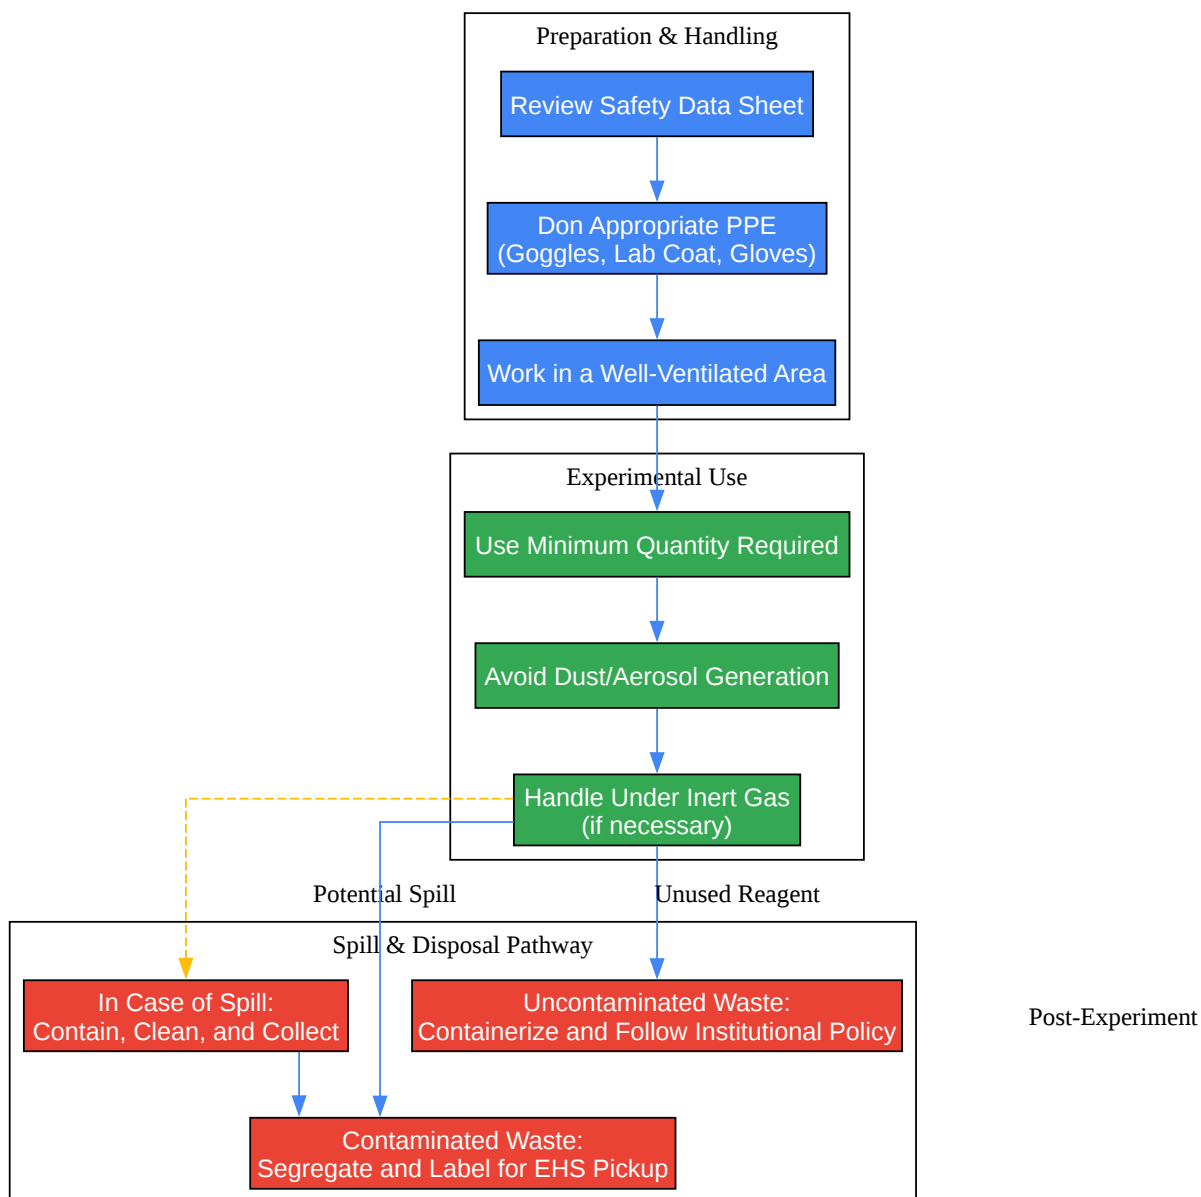 Preparation & Handling
Review Safety Data Sheet
Don Appropriate PPE
(Goggles, Lab Coat, Gloves)
Work in a Well-Ventilated Area
Experimental Use
Use Minimum Quantity Required
Avoid Dust/Aerosol Generation
Handle Under Inert Gas
(if necessary)
Potential Spill
Unused Reagent
Spill & Disposal Pathway
In Case of Spill:
Contain, Clean, and Collect
Uncontaminated Waste:
Containerize and Follow Institutional Policy
Post-Experiment
Contaminated Waste:
Segregate and Label for EHS Pickup